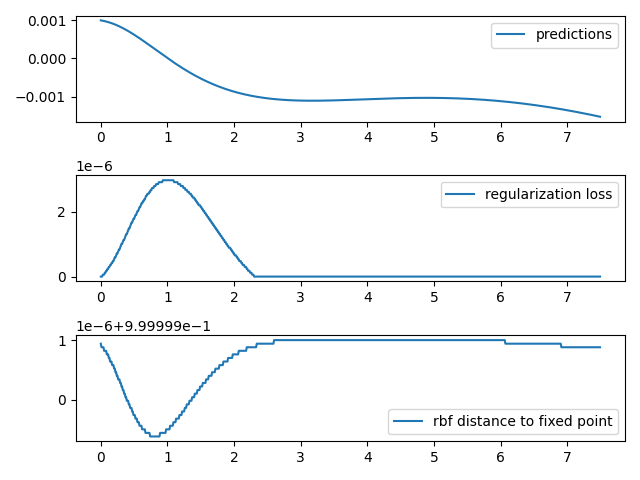 0.001
predictions
0.000
−0.001
0 1 2 3 4 5 6 7
1e−6
regularization loss
2
0
0 1 2 3 4 5 6 7
1e−6+9.99999e−1
1
0
rbf distance to fixed point
0 1 2 3 4 5 6 7